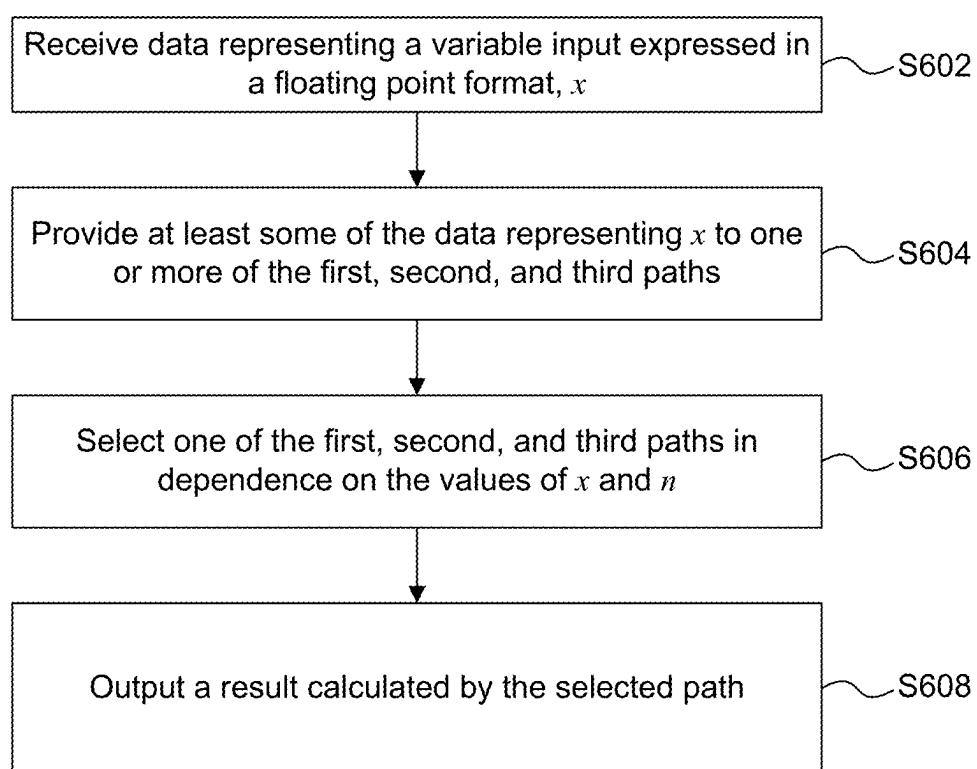 Receive data representing a variable input expressed in
a floating point format, x
S602
Provide at least some of the data representing x to one
or more of the first, second, and third paths
S604
Select one of the first, second, and third paths in
dependence on the values of x and n
S606
Output a result calculated by the selected path
S608